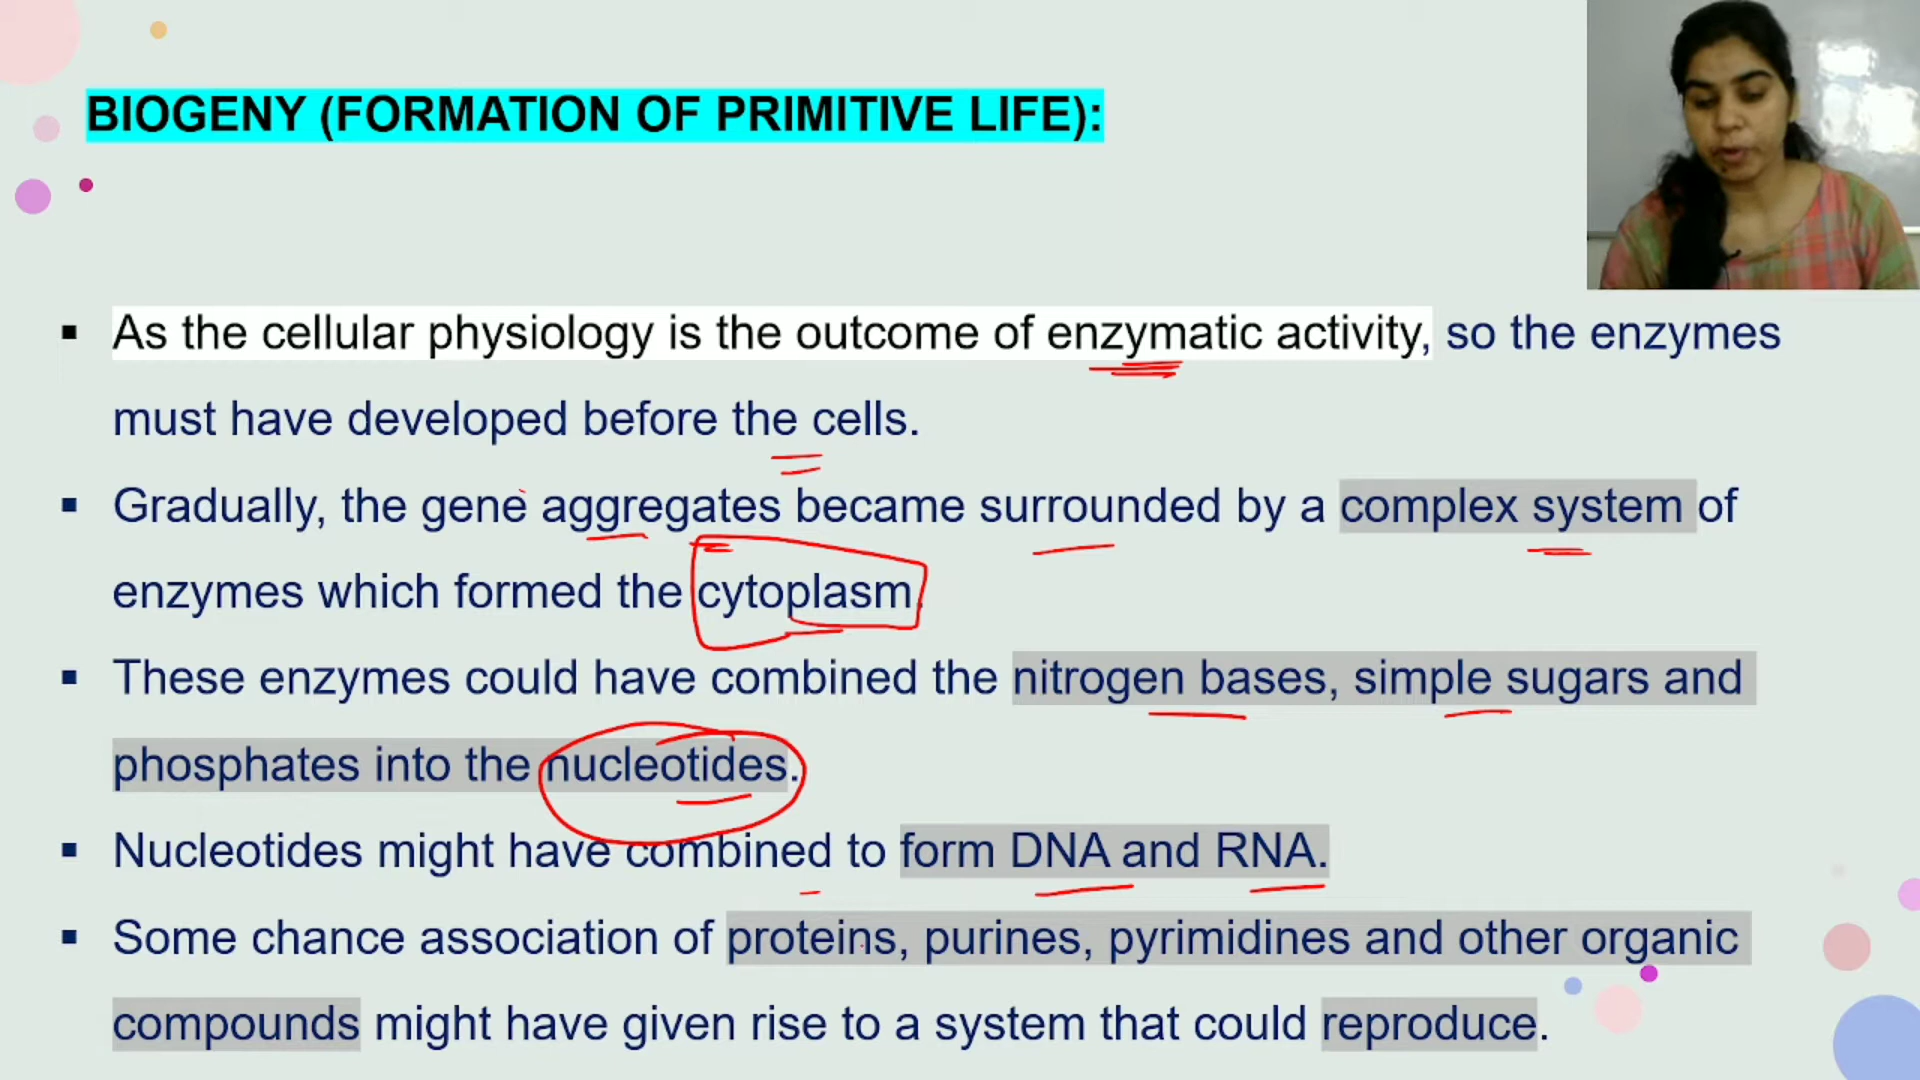 BIOGENY (FORMATION OF PRIMITIVE LIFE):
▪ As the cellular physiology is the outcome of enzymatic activity, so the enzymes
must have developed before the cells.
▪ Gradually, the gene aggregates became surrounded by a complex system of
enzymes which formed the cytoplasm.
▪ These enzymes could have combined the nitrogen bases, simple sugars and
phosphates into the nucleotides.
▪ Nucleotides might have combined to form DNA and RNA.
▪ Some chance association of proteins, purines, pyrimidines and other organic
compounds might have given rise to a system that could reproduce.